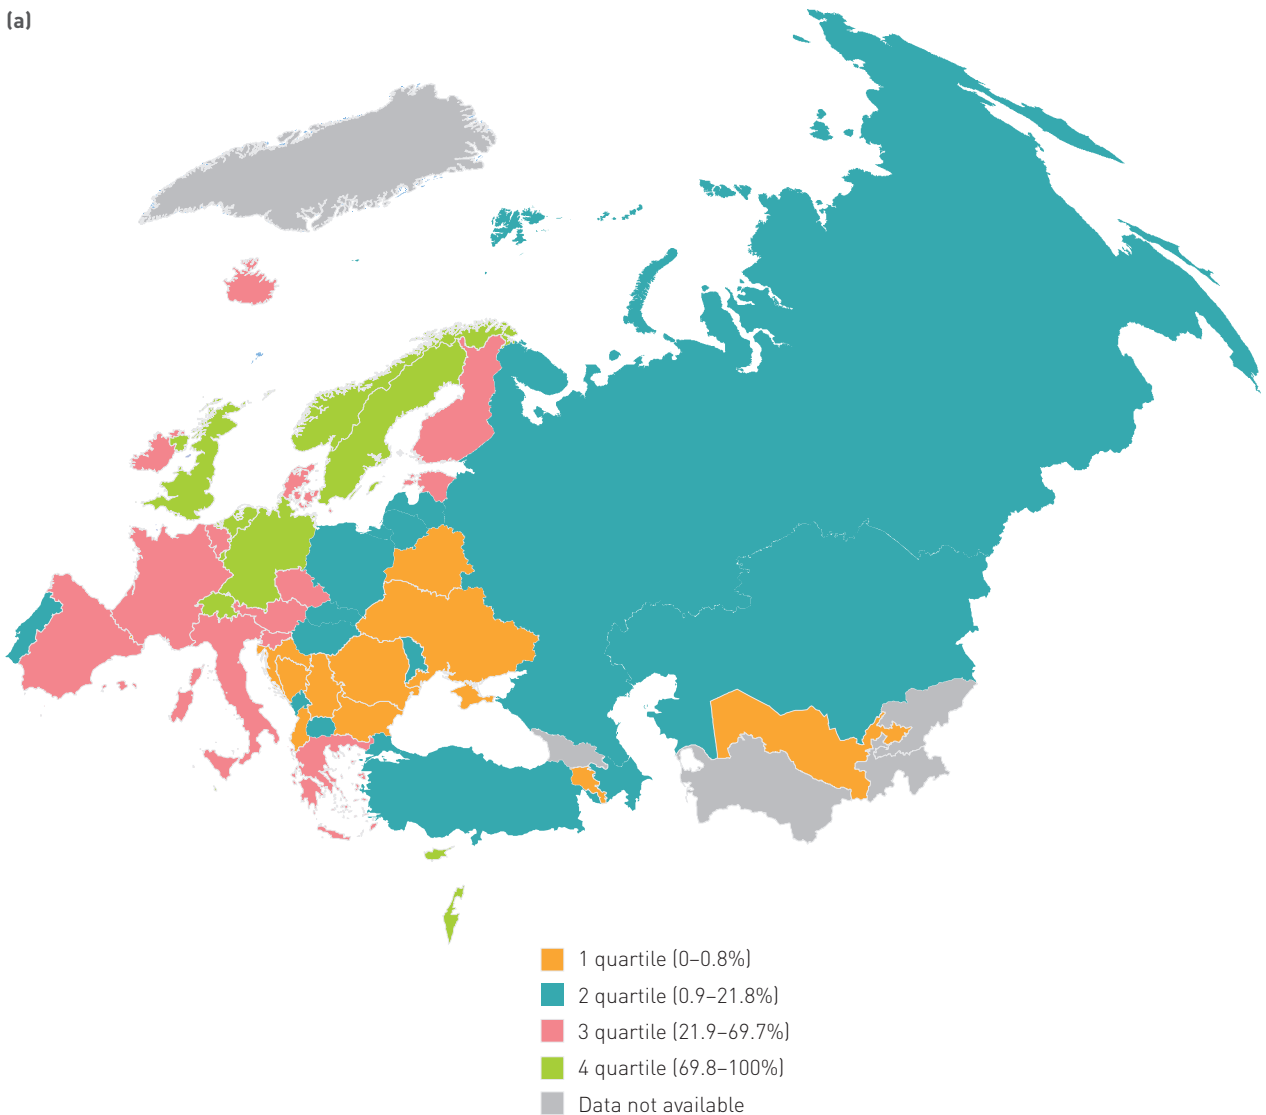 (a)
1 quartile (0–0.8%)
2 quartile (0.9–21.8%)
3 quartile (21.9–69.7%)
4 quartile (69.8–100%)
Data not available